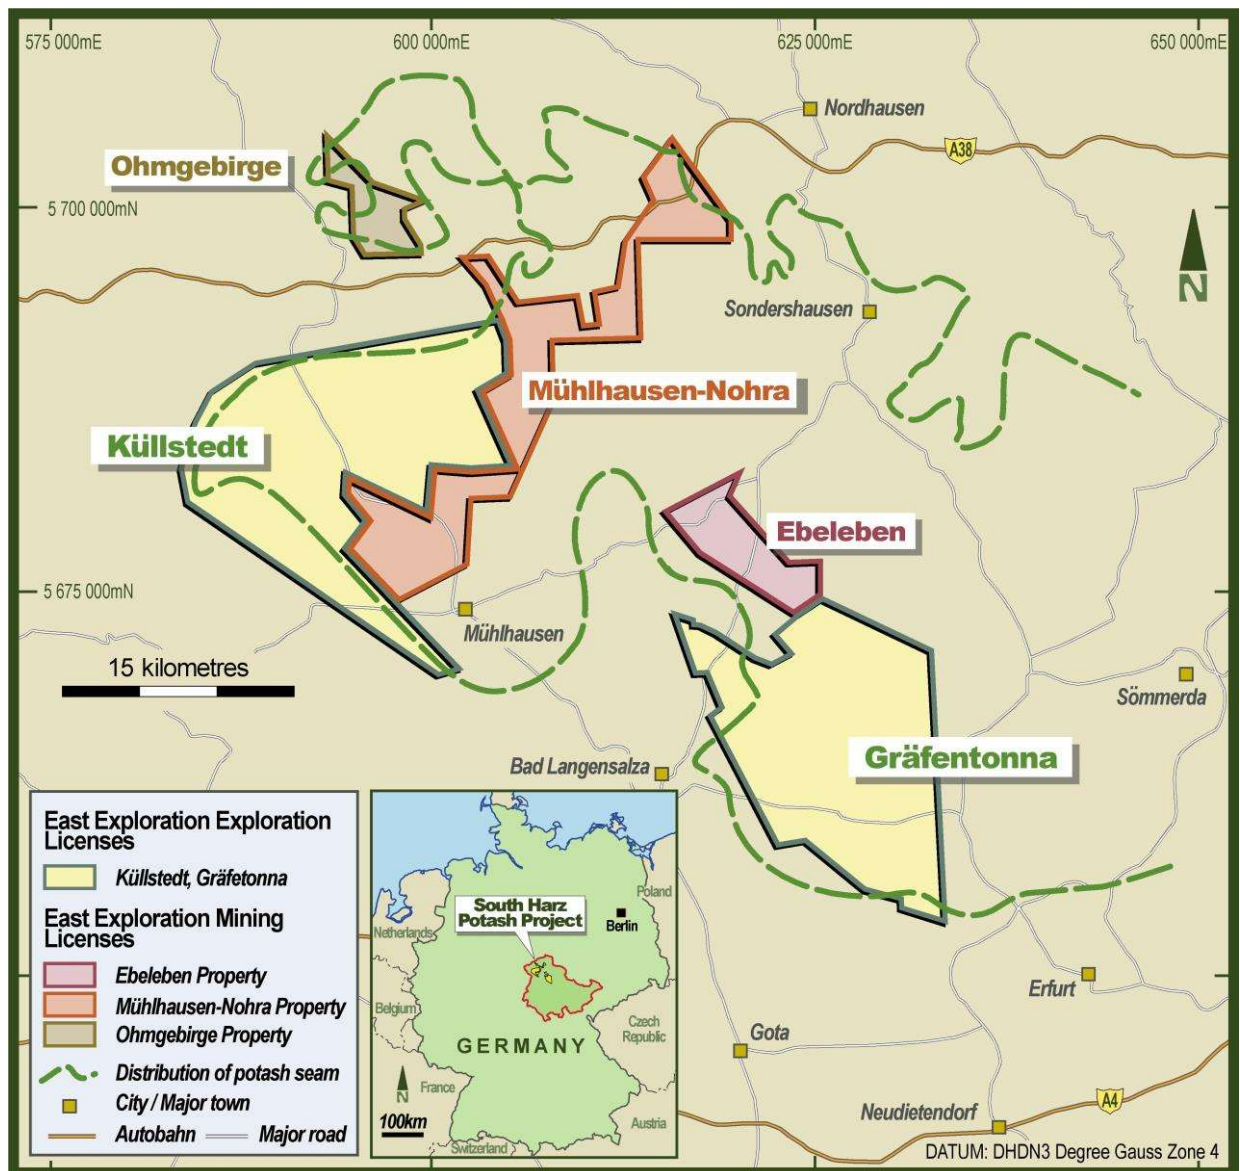 575 000mE
600 000mE
625 000mE
650 000mE
Nordhausen
A38
Ohmgebirge
5 700 000mN
N
Sondershausen
Mühlhausen-Nohra
Küllstedt
Ebeleben
5 675 000mN
Mühlhausen
15 kilometres
Sömmerda
Gräfentonna
Bad Langensalza
East Exploration Exploration
Licenses
Küllstedt, Gräfetonna
East Exploration Mining
Licenses
Ebeleben Property
Mühlhausen-Nohra Property
Ohmgebirge Property
Distribution of potash seam
City / Major town
Autobahn
Major road
Poland
South Harz
Potash Project
Berlin
Netherlands
Belgium
Czech
Republic
GERMANY
N
France
100km
Austria
Switzerland
Erfurt
Gota
A4
Neudietendorf
DATUM: DHDN3 Degree Gauss Zone 4